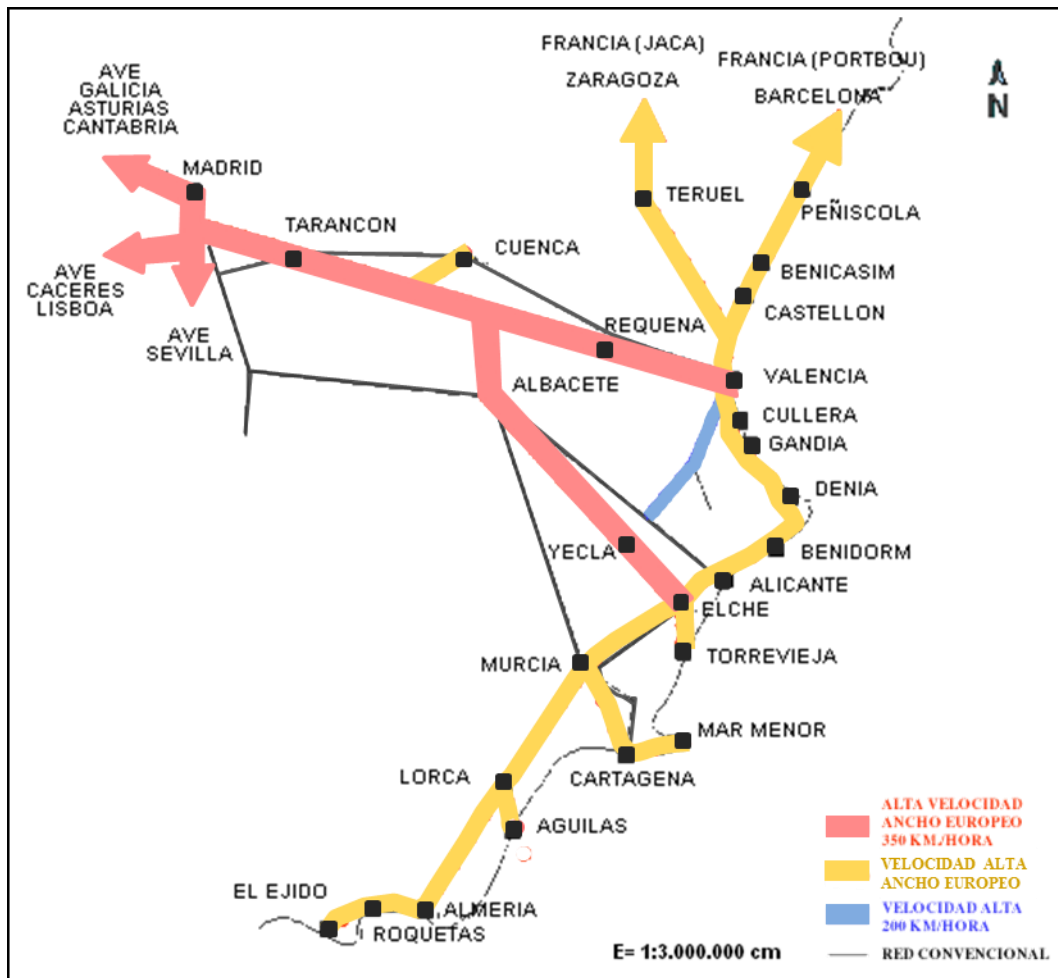 FRANCIA (JACA)
ZARAGOZA
FRANCIA (PORTBOU)
BARCELONA
N
AVE
GALICIA
ASTURIAS
CANTABRIA
MADRID
TERUEL
PEÑISCOLA
TARANCON
CUENCA
BENICASIM
AVE
CACERES
LISBOA
CASTELLON
REQUENA
AVE
SEVILLA
ALBACETE
VALENCIA
CULLERA
GANDIA
DENIA
YECLA
BENIDORM
ALICANTE
ELCHE
MURCIA
TORREVIEJA
MAR MENOR
LORCA
CARTAGENA
AGUILAS
EL EJIDO
ALMERIA
ROQUETAS
ALTA VELOCIDAD
ANCHO EUROPEO
350 KM./HORA
VELOCIDAD ALTA
ANCHO EUROPEO
VELOCIDAD ALTA
200 KM/HORA
RED CONVENCIONAL
E= 1:3.000.000 cm